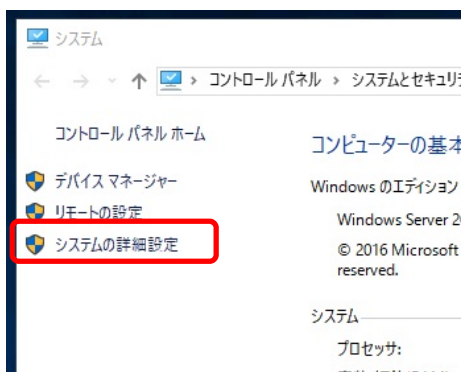 システム
コントロール パネル > システムとセキュリ
コントロール パネル ホーム
デバイス マネージャー
リモートの設定
システムの詳細設定
コンピューターの基本
Windows のエディション
Windows Server 2
© 2016 Microsoft
reserved.
システム
プロセッサ: